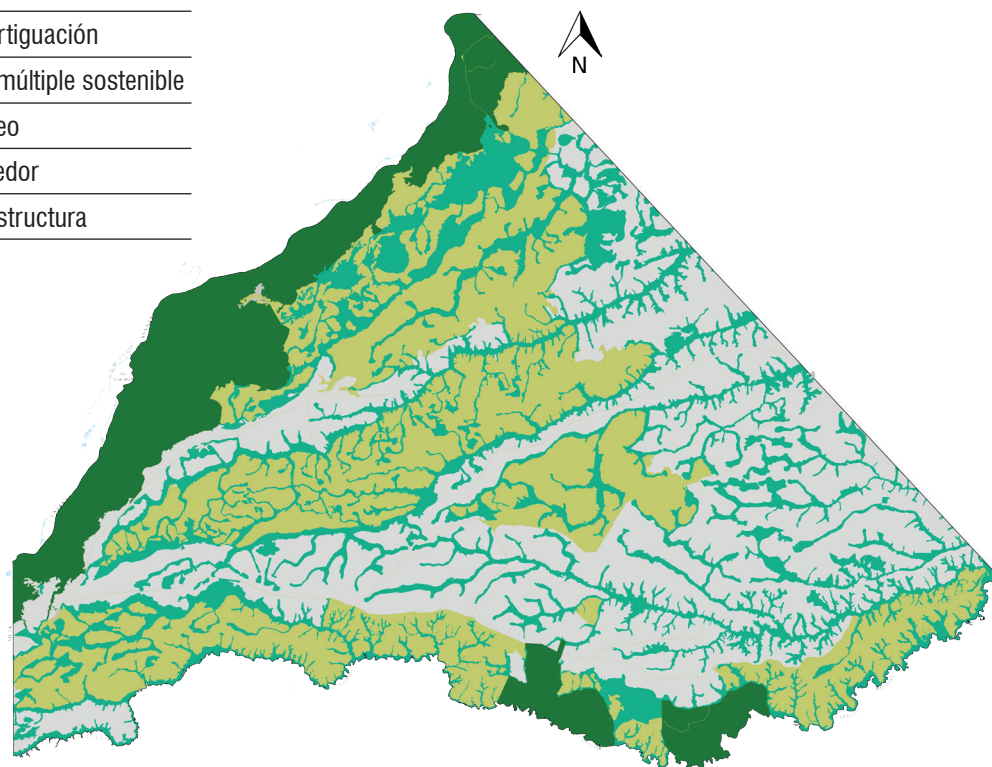 rtiguación
múltiple sostenible
eo
edor
structura
N